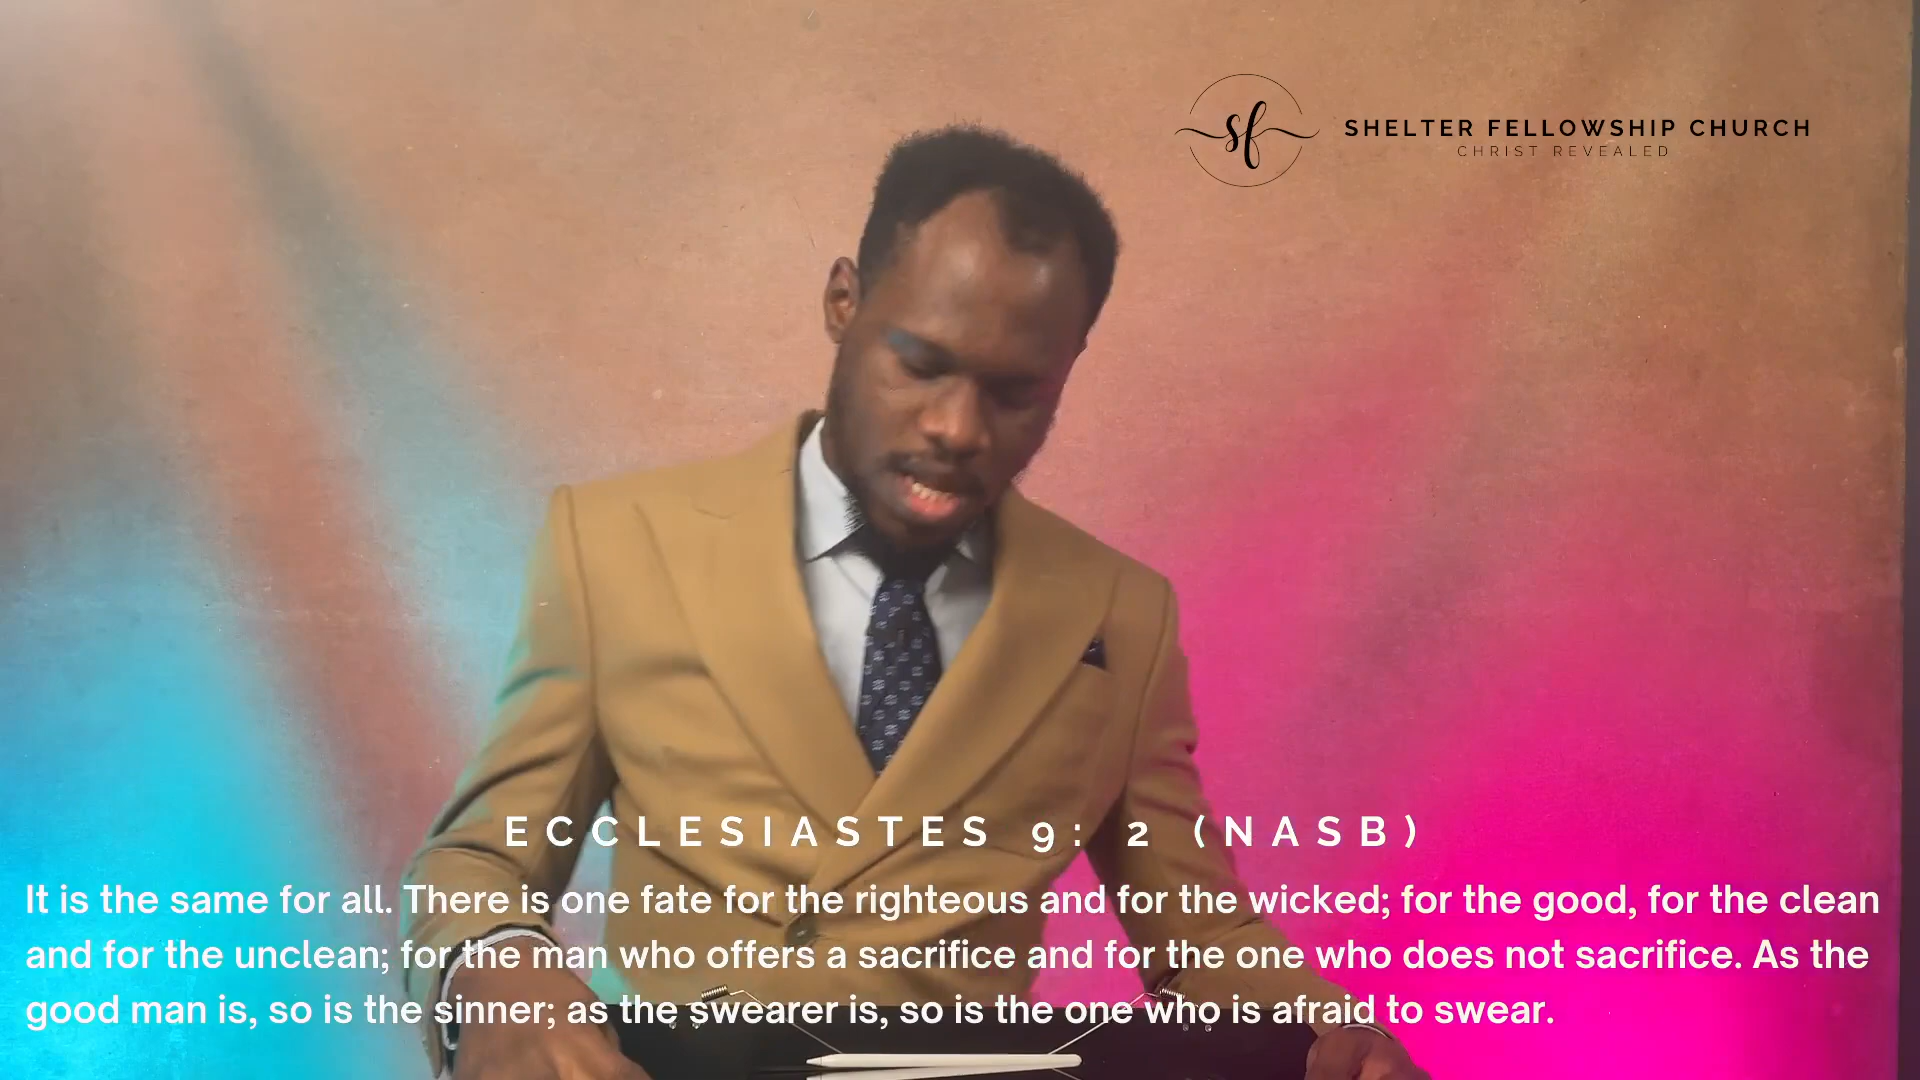 sf
SHELTER FELLOWSHIP CHURCH
CHRIST REVEALED
ECCLESIASTES 9: 2 (NASB)
It is the same for all. There is one fate for the righteous and for the wicked; for the good, for the clean
and for the unclean; for the man who offers a sacrifice and for the one who does not sacrifice. As the
good man is, so is the sinner; as the swearer is, so is the one who is afraid to swear.